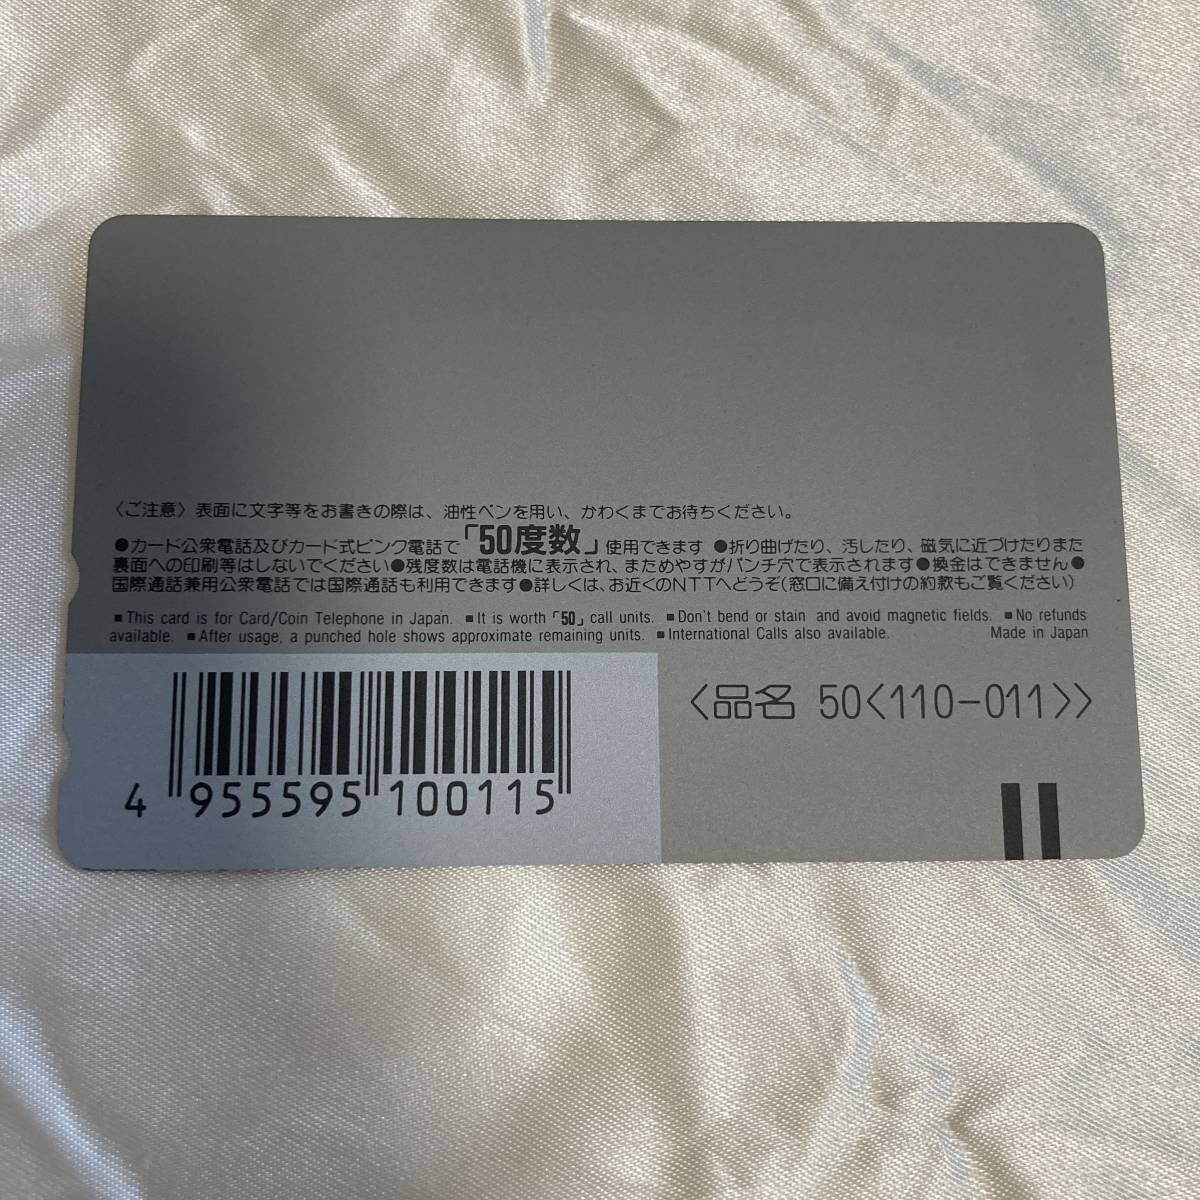 〈ご注意〉表面に文字等をお書きの際は、油性ペンを用い、かわくまでお待ちください。
●カード公衆電話及びカード式ピンク電話で「50度数」使用できます ●折り曲げたり、汚したり、磁気に近づけたりまた
裏面への印刷等はしないでください●残度数は電話機に表示され、まためやすがパンチ穴で表示されます●換金はできません●
国際通話兼用公衆電話では国際通話も利用できます●詳しくは、お近くのNTTへどうぞ(窓口に備え付けの約款もご覧ください)
■This card is for Card/Coin Telephone in Japan. ■It is worth「50」call units. ■Don't bend or stain and avoid magnetic fields. ■No refunds
available. ■After usage, a punched hole shows approximate remaining units. ■International Calls also available. Made in Japan
〈品名 50〈110-011〉〉
4 955595 100115